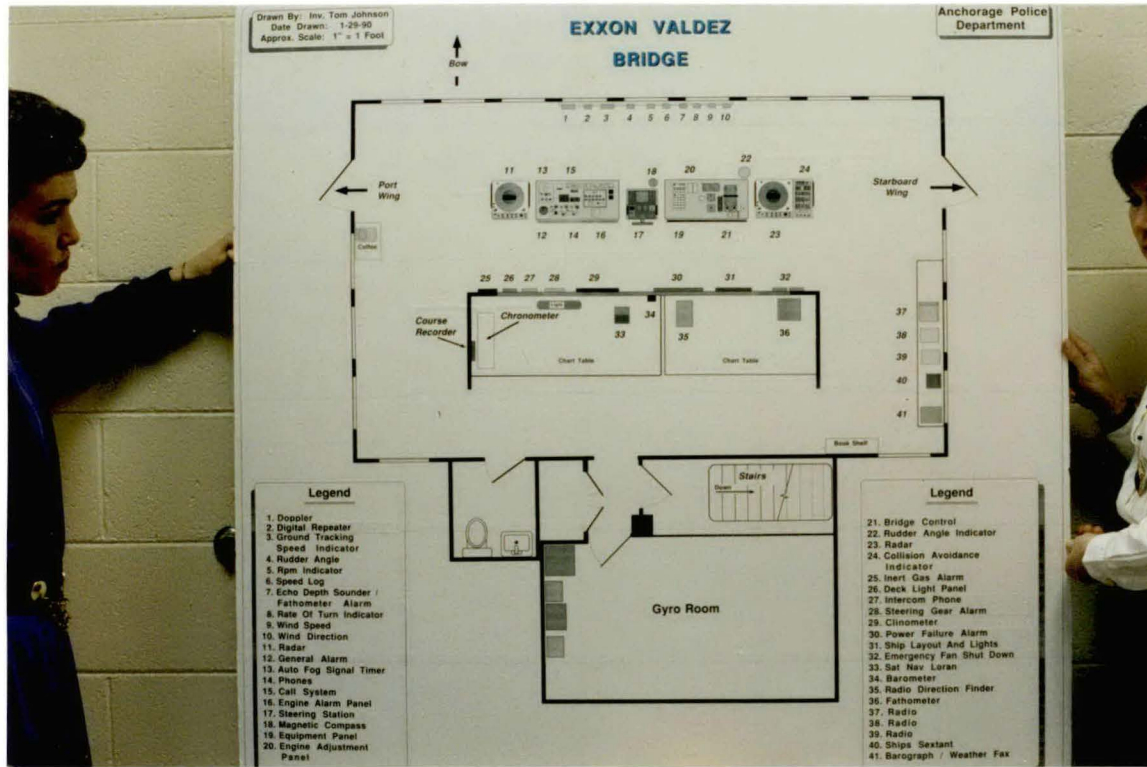 Drawn By: Inv. Tom Johnson
Date Drawn: 1-29-90
Approx. Scale: 1" = 1 Foot
EXXON VALDEZ
BRIDGE
Anchorage Police
Department
Bow
1 2 3 4 5 6 7 8 9 10
Port
Wing
Starboard
Wing
11 13 15 18 20 22 24
12 14 16 17 19 21 23
Coffee
25 26 27 28 29 30 31 32
Light
Course
Recorder
Chronometer
33 34 35 36
Chart Table
Chart Table
37
38
39
40
41
Book Shelf
Stairs
Down
Gyro Room
Legend
1. Doppler
2. Digital Repeater
3. Ground Tracking
Speed Indicator
4. Rudder Angle
5. Rpm Indicator
6. Speed Log
7. Echo Depth Sounder /
Fathometer Alarm
8. Rate Of Turn Indicator
9. Wind Speed
10. Wind Direction
11. Radar
12. General Alarm
13. Auto Fog Signal Timer
14. Phones
15. Call System
16. Engine Alarm Panel
17. Steering Station
18. Magnetic Compass
19. Equipment Panel
20. Engine Adjustment
Panel
Legend
21. Bridge Control
22. Rudder Angle Indicator
23. Radar
24. Collision Avoidance
Indicator
25. Inert Gas Alarm
26. Deck Light Panel
27. Intercom Phone
28. Steering Gear Alarm
29. Clinometer
30. Power Failure Alarm
31. Ship Layout And Lights
32. Emergency Fan Shut Down
33. Sat Nav Loran
34. Barometer
35. Radio Direction Finder
36. Fathometer
37. Radio
38. Radio
39. Radio
40. Ships Sextant
41. Barograph / Weather Fax